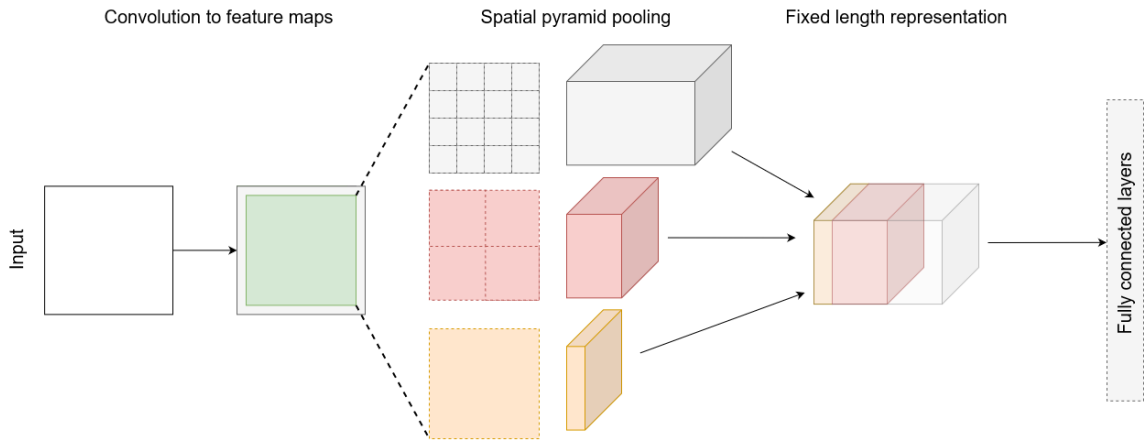 Convolution to feature maps
Spatial pyramid pooling
Fixed length representation
Input
Fully connected layers